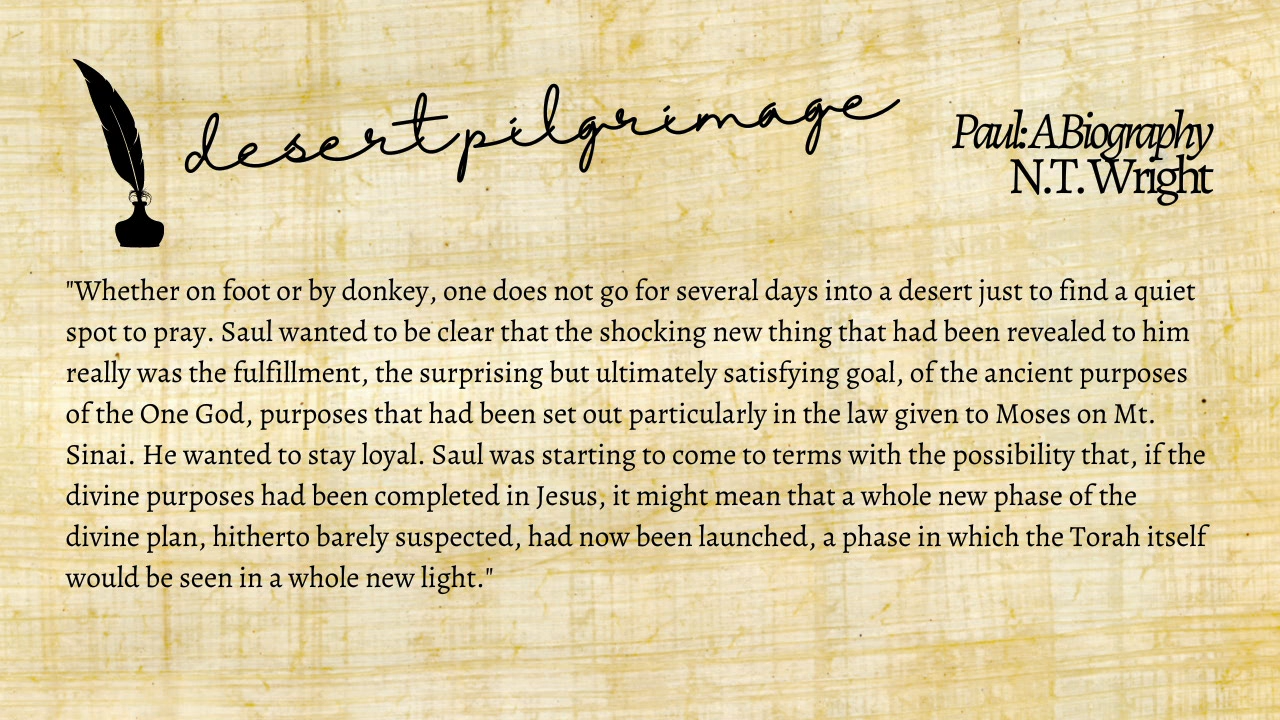 desert pilgrimage
Paul: A Biography
N.T. Wright
"Whether on foot or by donkey, one does not go for several days into a desert just to find a quiet
spot to pray. Saul wanted to be clear that the shocking new thing that had been revealed to him
really was the fulfillment, the surprising but ultimately satisfying goal, of the ancient purposes
of the One God, purposes that had been set out particularly in the law given to Moses on Mt.
Sinai. He wanted to stay loyal. Saul was starting to come to terms with the possibility that, if the
divine purposes had been completed in Jesus, it might mean that a whole new phase of the
divine plan, hitherto barely suspected, had now been launched, a phase in which the Torah itself
would be seen in a whole new light."